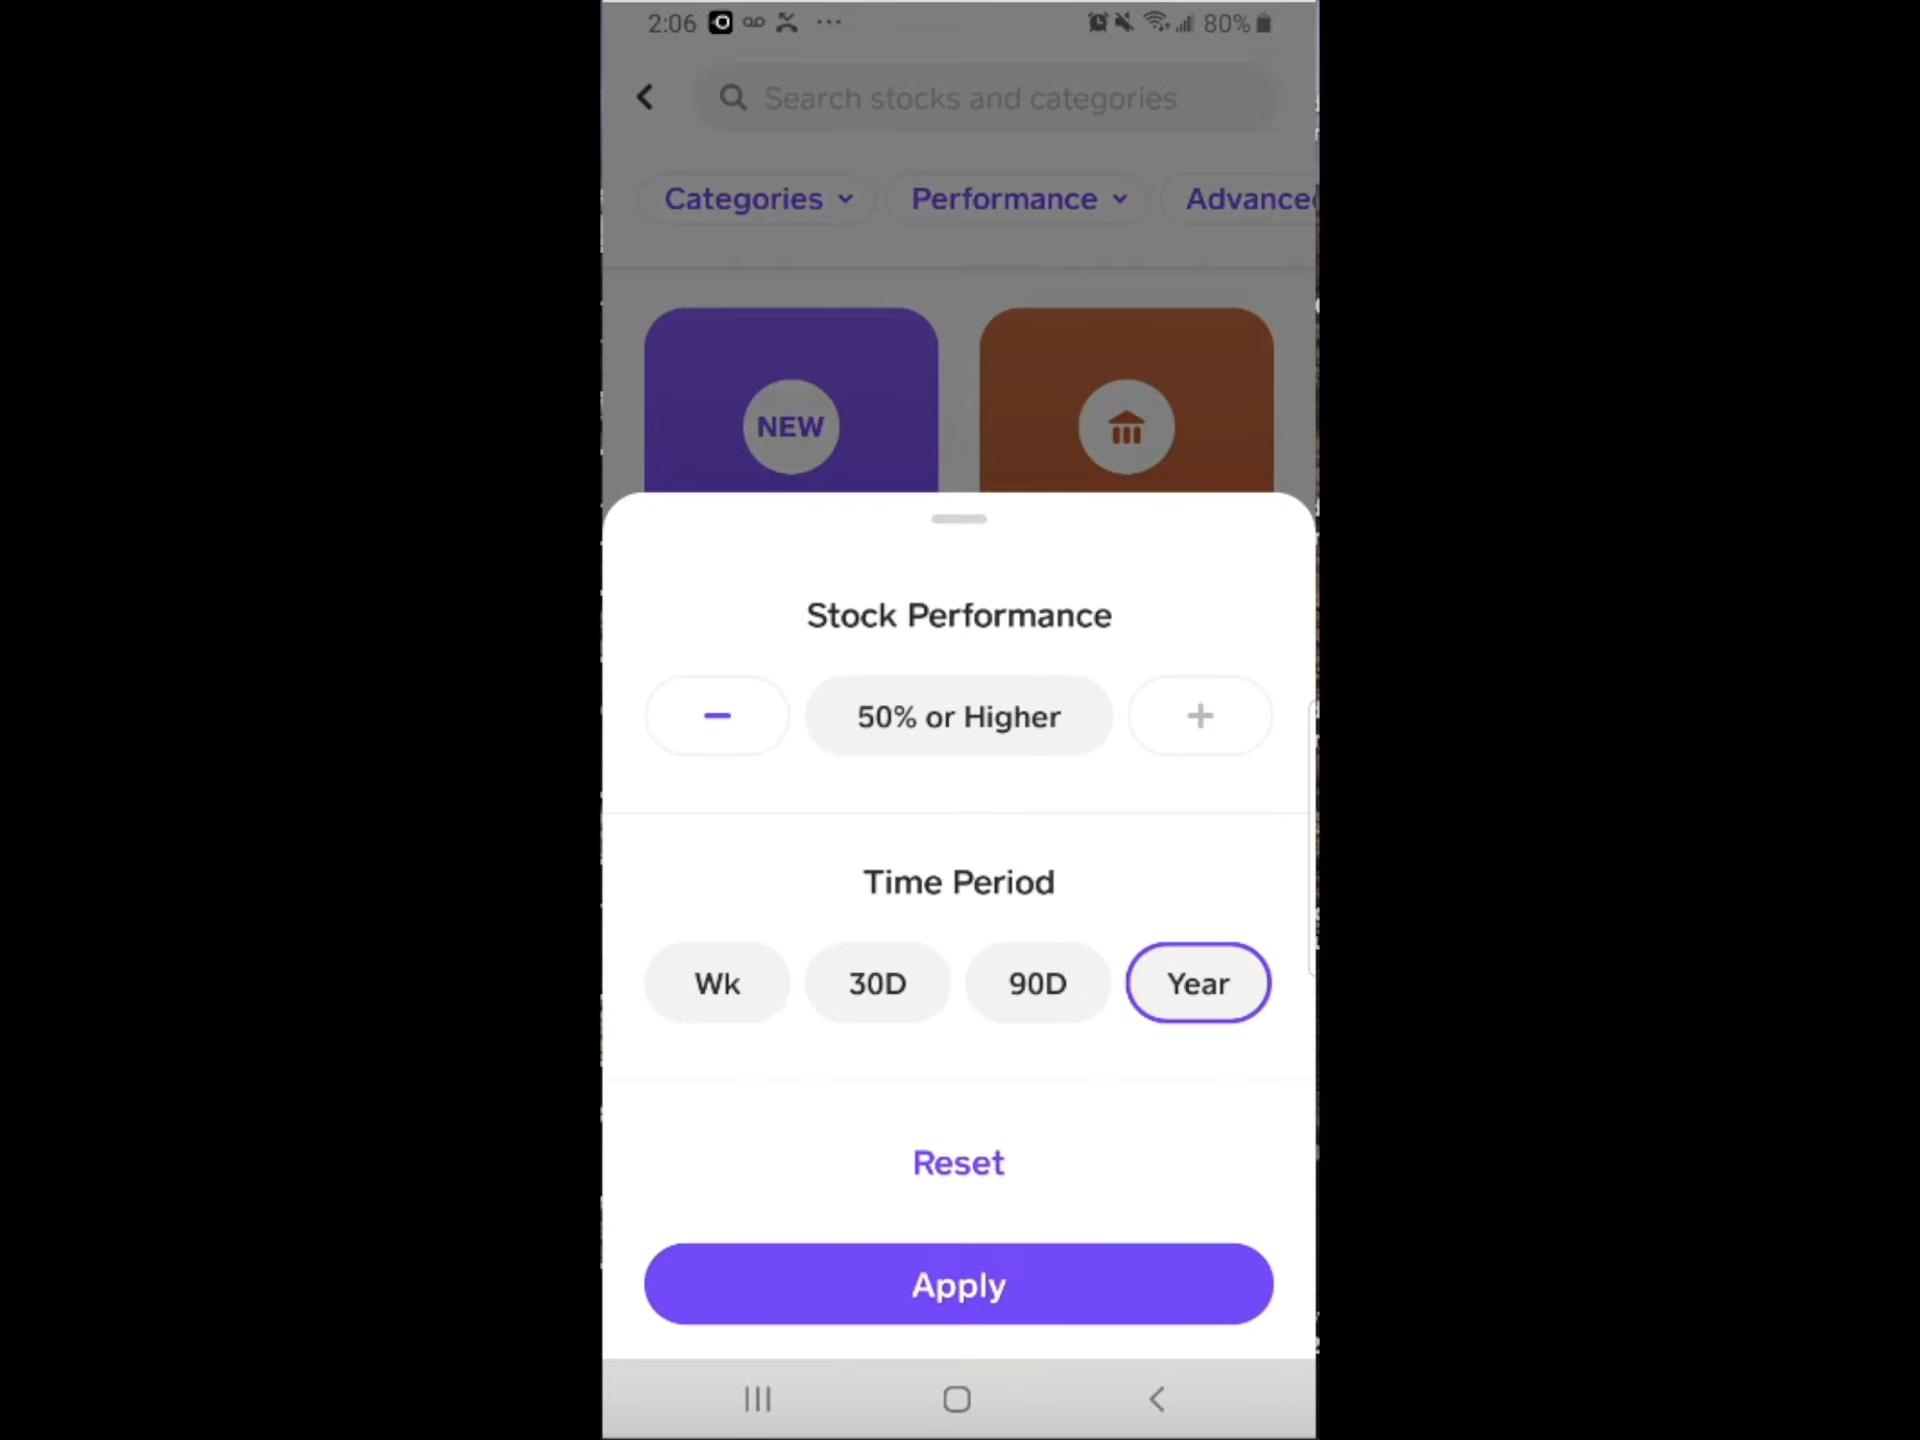 2:06 80%
Search stocks and categories
Categories Performance Advanced
NEW
Stock Performance
50% or Higher
Time Period
Wk 30D 90D Year
Reset
Apply